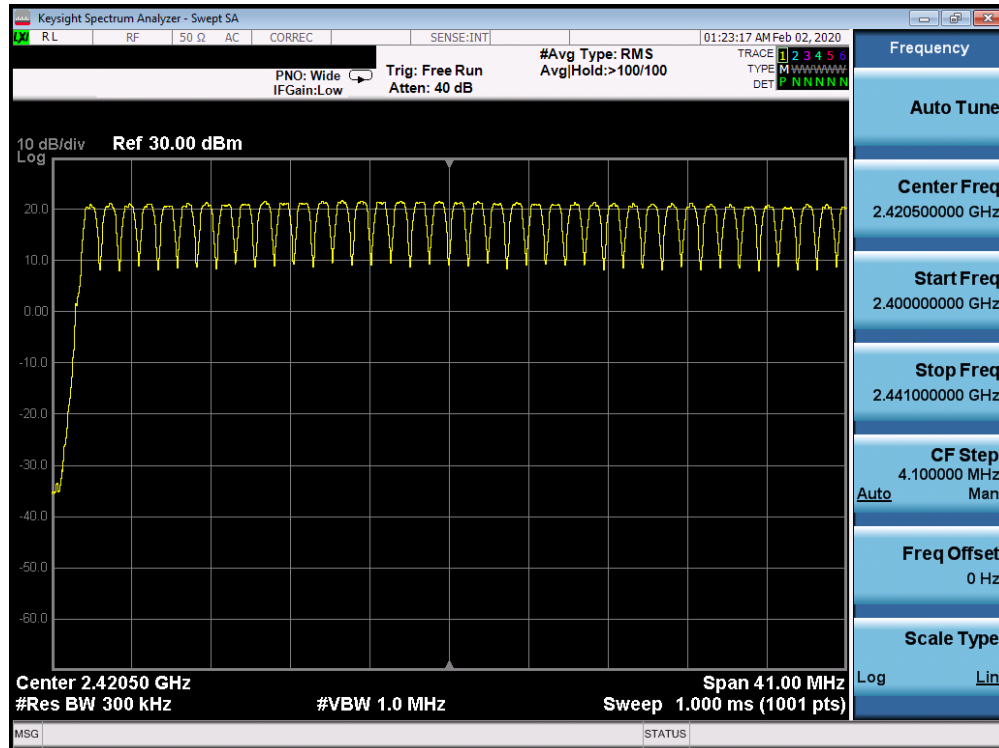 Keysight Spectrum Analyzer - Swept SA
LXI RL RF 50 Ω AC CORREC SENSE:INT 01:23:17 AM Feb 02, 2020
#Avg Type: RMS TRACE 1 2 3 4 5 6
PNO: Wide Trig: Free Run Avg|Hold:>100/100 TYPE M W W W W W
IFGain:Low Atten: 40 dB DET P N N N N N
10 dB/div Ref 30.00 dBm
Log
20.0
10.0
0.00
-10.0
-20.0
-30.0
-40.0
-50.0
-60.0
Center 2.42050 GHz Span 41.00 MHz
#Res BW 300 kHz #VBW 1.0 MHz Sweep 1.000 ms (1001 pts)
MSG STATUS
Frequency
Auto Tune
Center Freq
2.420500000 GHz
Start Freq
2.400000000 GHz
Stop Freq
2.441000000 GHz
CF Step
4.100000 MHz
Auto Man
Freq Offset
0 Hz
Scale Type
Log Lin